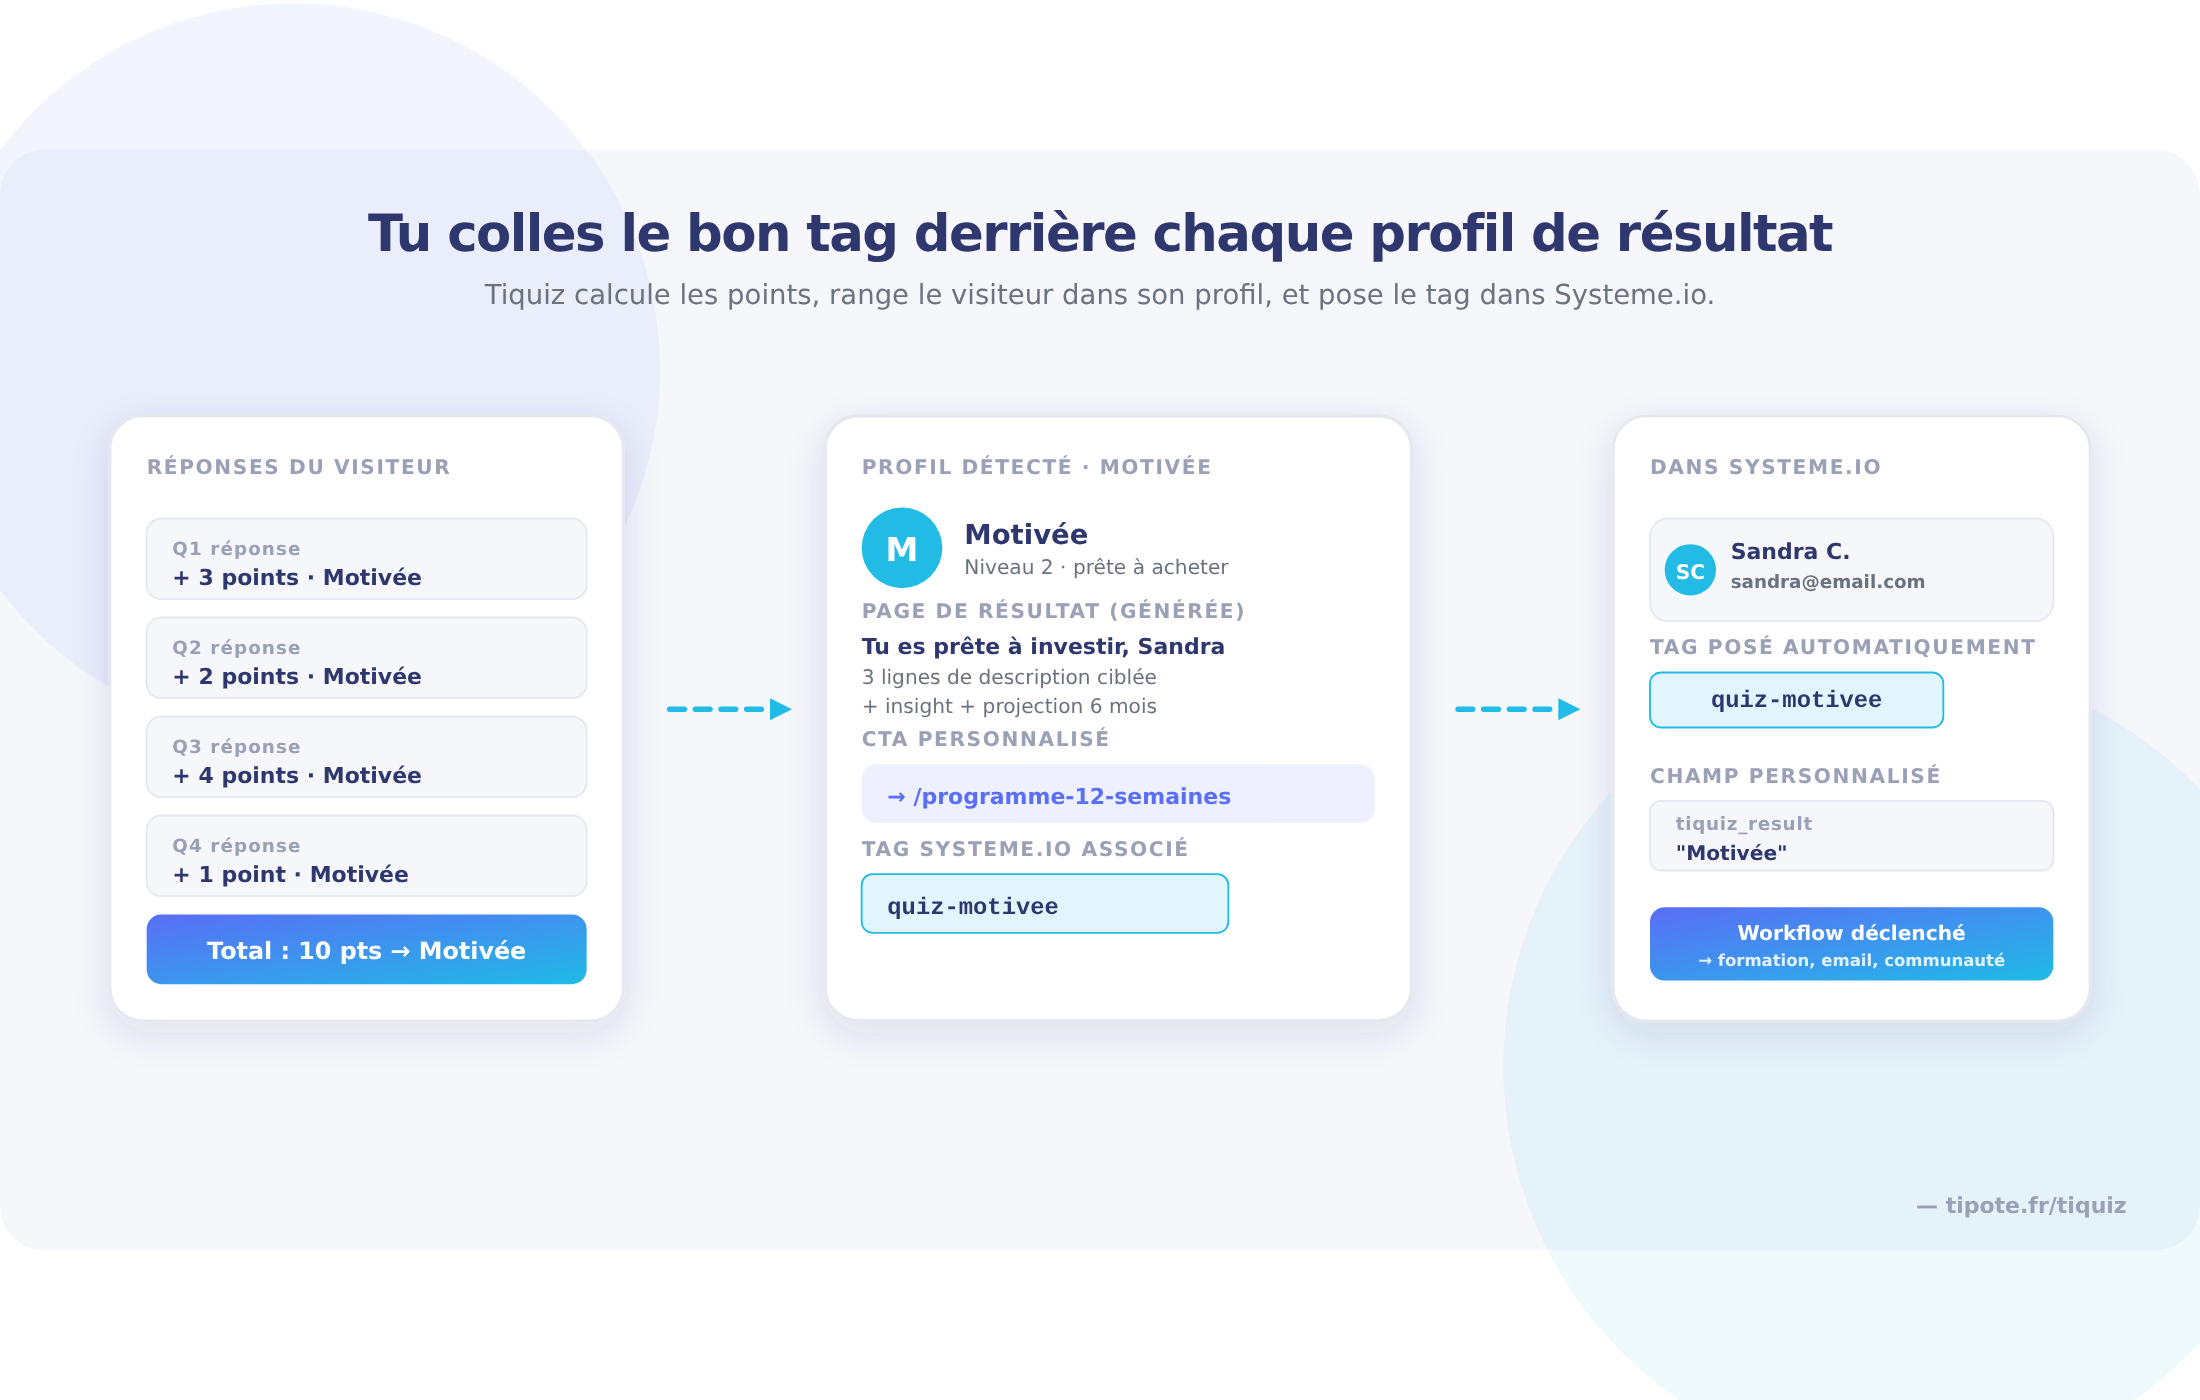 Tu colles le bon tag derrière chaque profil de résultat
Tiquiz calcule les points, range le visiteur dans son profil, et pose le tag dans Systeme.io.
RÉPONSES DU VISITEUR
Q1 réponse
+ 3 points · Motivée
Q2 réponse
+ 2 points · Motivée
Q3 réponse
+ 4 points · Motivée
Q4 réponse
+ 1 point · Motivée
Total : 10 pts → Motivée
PROFIL DÉTECTÉ · MOTIVÉE
M
Motivée
Niveau 2 · prête à acheter
PAGE DE RÉSULTAT (GÉNÉRÉE)
Tu es prête à investir, Sandra
3 lignes de description ciblée
+ insight + projection 6 mois
CTA PERSONNALISÉ
→ /programme-12-semaines
TAG SYSTEME.IO ASSOCIÉ
quiz-motivee
DANS SYSTEME.IO
SC
Sandra C.
sandra@email.com
TAG POSÉ AUTOMATIQUEMENT
quiz-motivee
CHAMP PERSONNALISÉ
tiquiz_result
"Motivée"
Workflow déclenché
→ formation, email, communauté
— tipote.fr/tiquiz